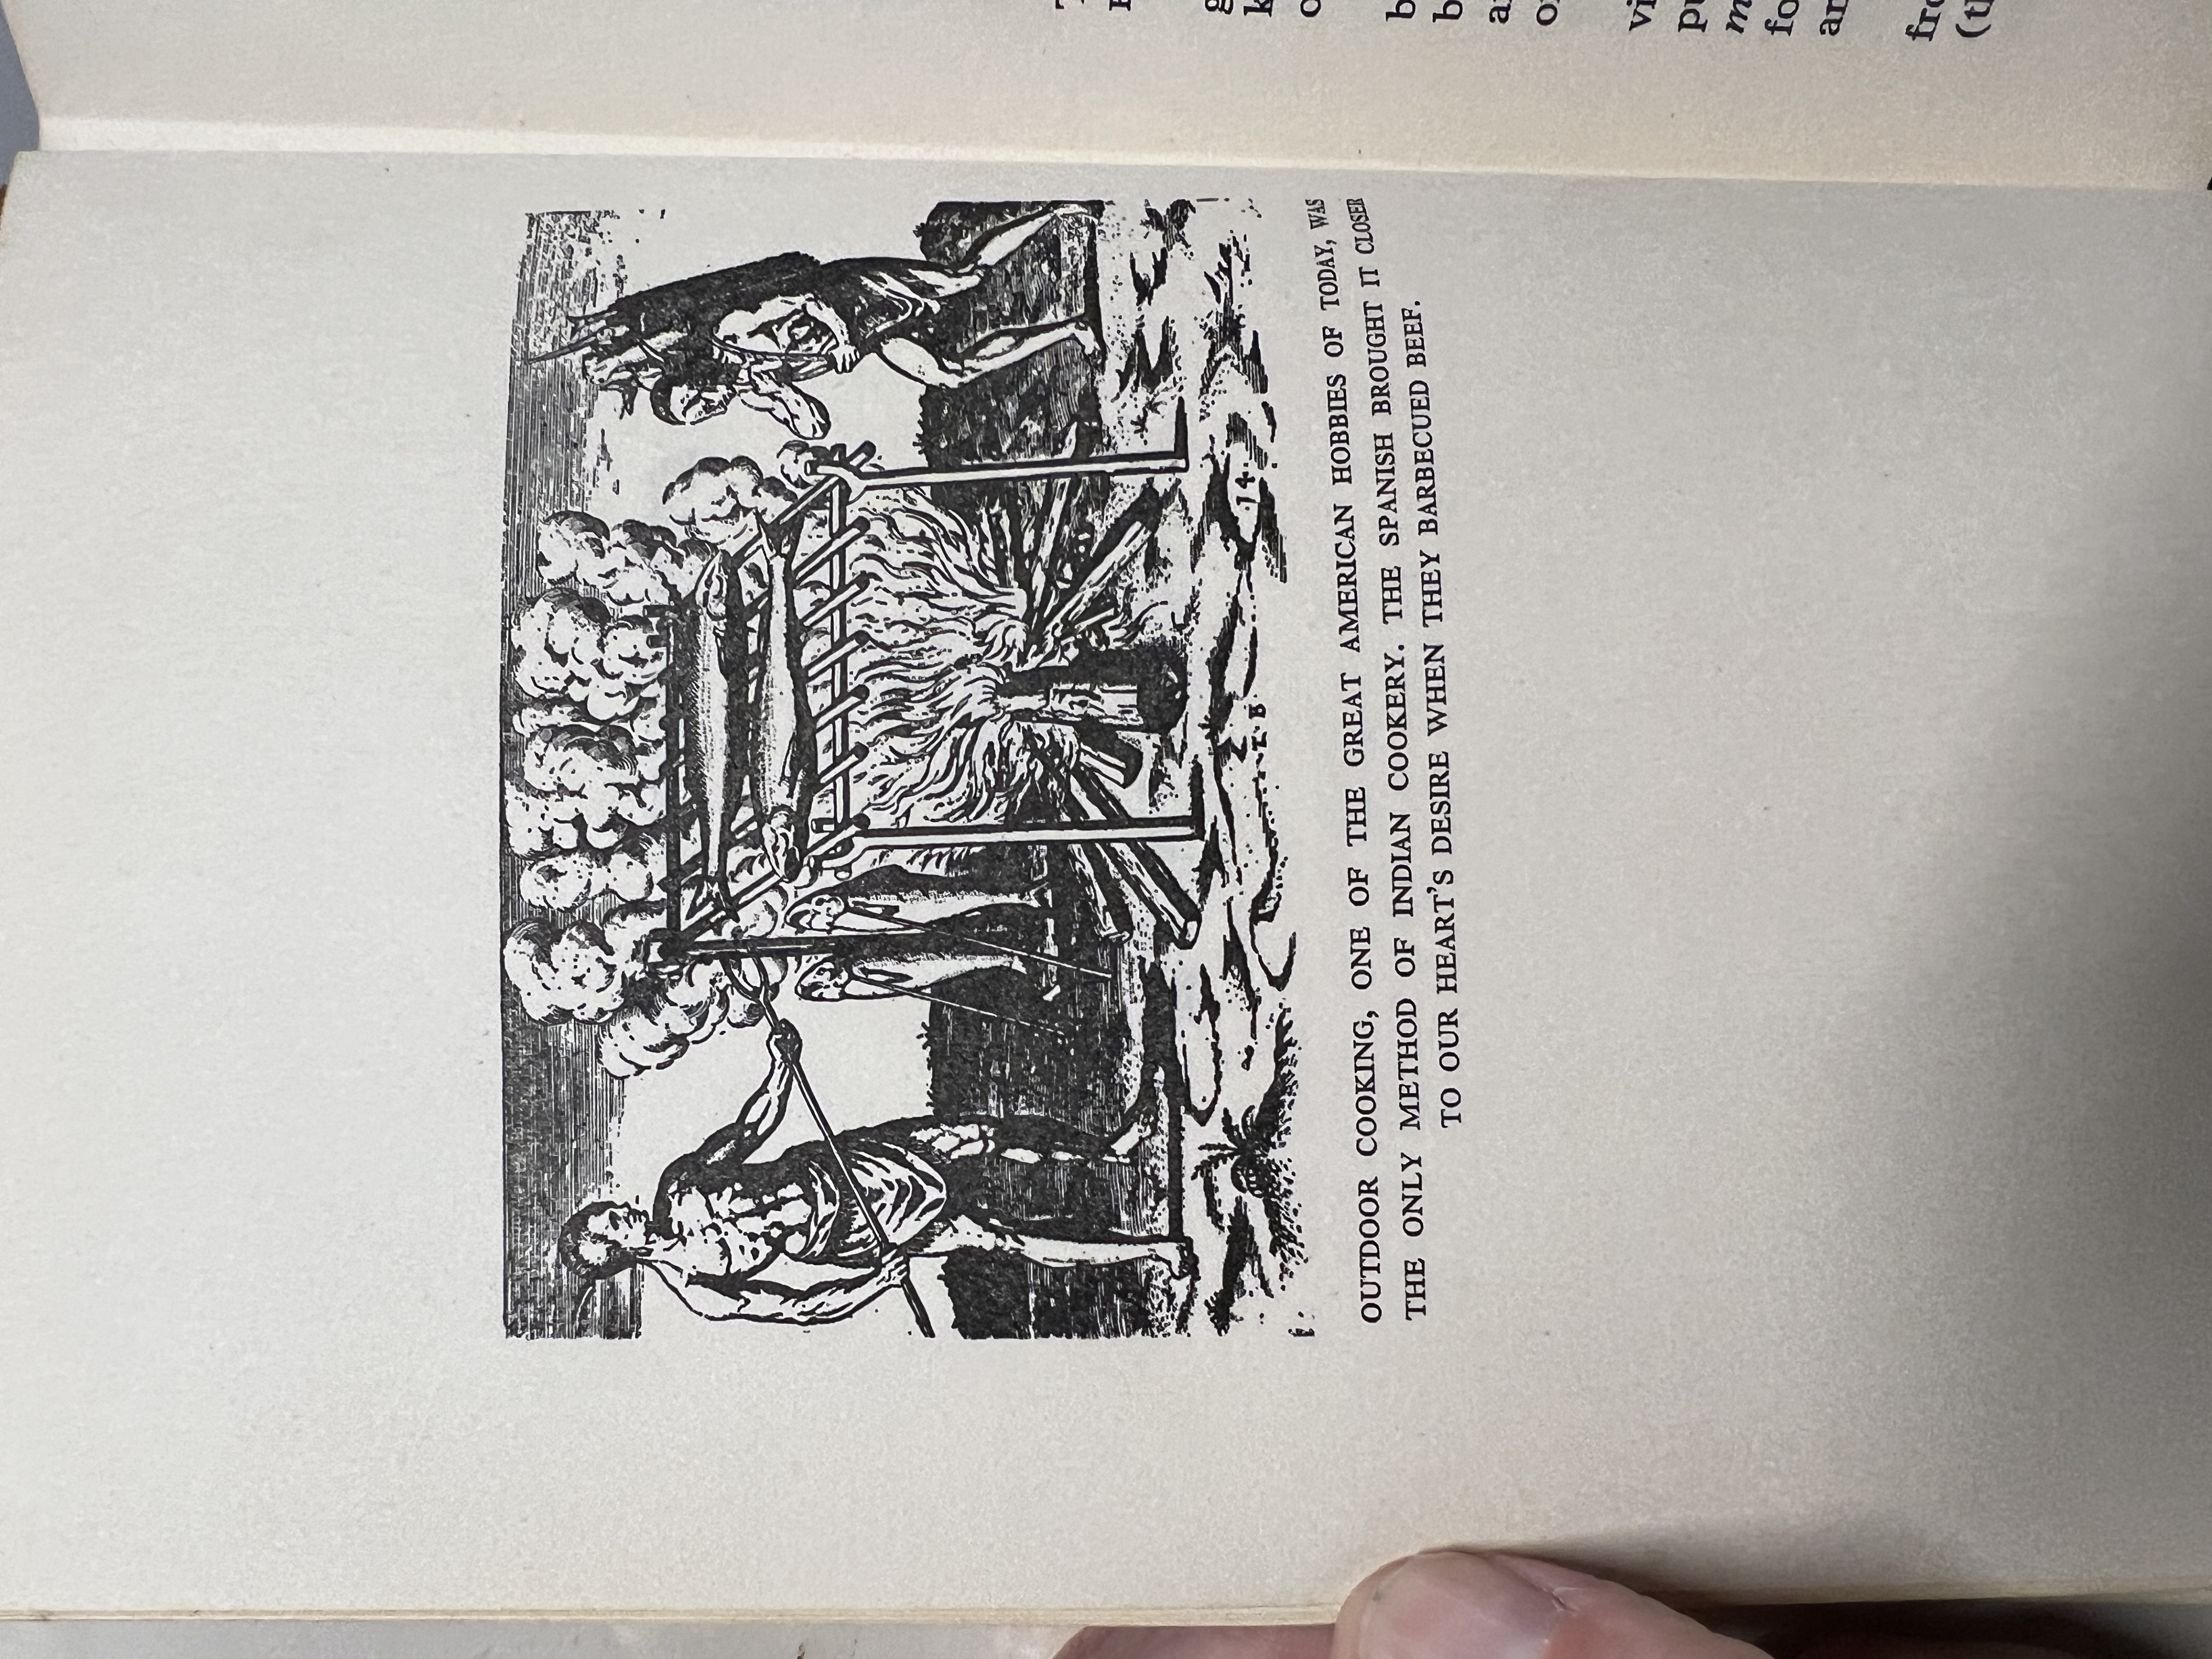 OUTDOOR COOKING, ONE OF THE GREAT AMERICAN HOBBIES OF TODAY, WAS
THE ONLY METHOD OF INDIAN COOKERY. THE SPANISH BROUGHT IT CLOSER
TO OUR HEART'S DESIRE WHEN THEY BARBECUED BEEF.
14.
T·B